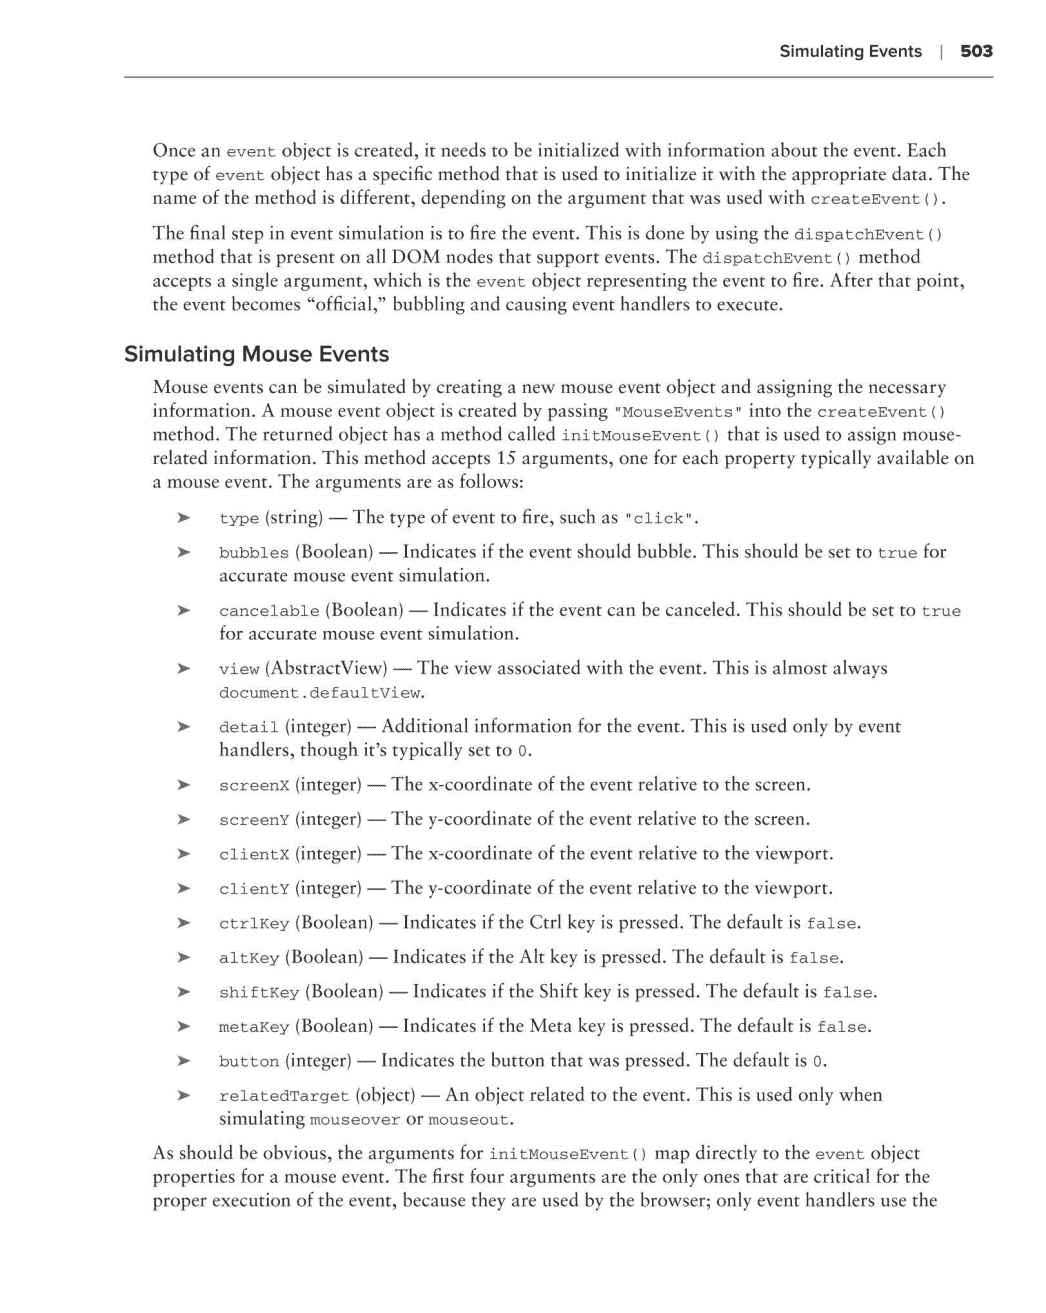 Simulating Events | 503
Once an event object is created, it needs to be initialized with information about the event. Each
type of event object has a specific method that is used to initialize it with the appropriate data. The
name of the method is different, depending on the argument that was used with createEvent().
The final step in event simulation is to fire the event. This is done by using the dispatchEvent()
method that is present on all DOM nodes that support events. The dispatchEvent() method
accepts a single argument, which is the event object representing the event to fire. After that point,
the event becomes “official,” bubbling and causing event handlers to execute.
Simulating Mouse Events
Mouse events can be simulated by creating a new mouse event object and assigning the necessary
information. A mouse event object is created by passing "MouseEvents" into the createEvent()
method. The returned object has a method called initMouseEvent() that is used to assign mouse-
related information. This method accepts 15 arguments, one for each property typically available on
a mouse event. The arguments are as follows:
➤ type (string) — The type of event to fire, such as "click".
➤ bubbles (Boolean) — Indicates if the event should bubble. This should be set to true for
accurate mouse event simulation.
➤ cancelable (Boolean) — Indicates if the event can be canceled. This should be set to true
for accurate mouse event simulation.
➤ view (AbstractView) — The view associated with the event. This is almost always
document.defaultView.
➤ detail (integer) — Additional information for the event. This is used only by event
handlers, though it’s typically set to 0.
➤ screenX (integer) — The x-coordinate of the event relative to the screen.
➤ screenY (integer) — The y-coordinate of the event relative to the screen.
➤ clientX (integer) — The x-coordinate of the event relative to the viewport.
➤ clientY (integer) — The y-coordinate of the event relative to the viewport.
➤ ctrlKey (Boolean) — Indicates if the Ctrl key is pressed. The default is false.
➤ altKey (Boolean) — Indicates if the Alt key is pressed. The default is false.
➤ shiftKey (Boolean) — Indicates if the Shift key is pressed. The default is false.
➤ metaKey (Boolean) — Indicates if the Meta key is pressed. The default is false.
➤ button (integer) — Indicates the button that was pressed. The default is 0.
➤ relatedTarget (object) — An object related to the event. This is used only when
simulating mouseover or mouseout.
As should be obvious, the arguments for initMouseEvent() map directly to the event object
properties for a mouse event. The first four arguments are the only ones that are critical for the
proper execution of the event, because they are used by the browser; only event handlers use the